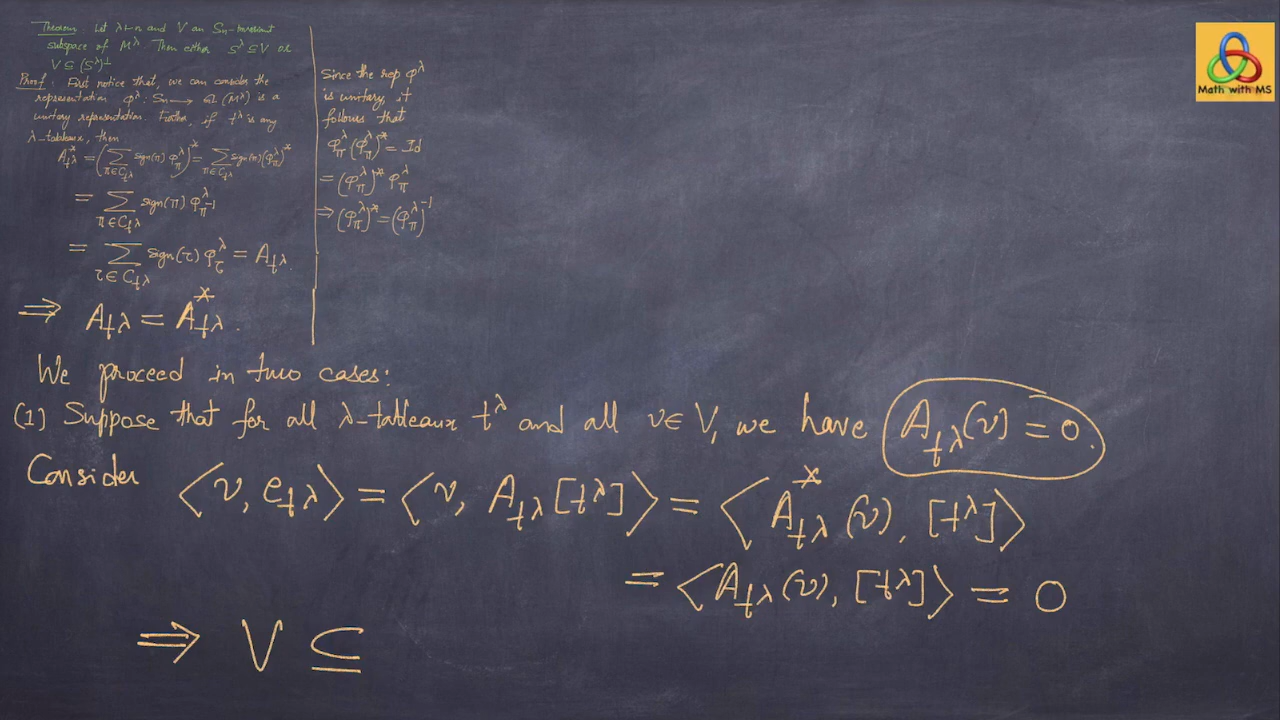 Theorem: Let λ⊢n and V an Sn-invariant
subspace of M^λ. Then either S^λ ⊆ V or
V ⊆ (S^λ)^⊥
Proof: First notice that, we can consider the
representation φ^λ: Sn → GL(M^λ) is a
unitary representation. Further, if t^λ is any
λ-tableaux, then
A*_{t^λ} = (∑_{π∈C_{t^λ}} sign(π) φ^λ_π)* = ∑_{π∈C_{t^λ}} sign(π)(φ^λ_π)*
= ∑_{π∈C_{t^λ}} sign(π) φ^λ_{π^{-1}}
= ∑_{τ∈C_{t^λ}} sign(τ) φ^λ_τ = A_{t^λ}.
⇒ A_{t^λ} = A*_{t^λ}.
Since the rep φ^λ
is unitary, it
follows that
φ^λ_π (φ^λ_π)* = Id
= (φ^λ_π)* φ^λ_π
⇒ (φ^λ_π)* = (φ^λ_π)^{-1}
We proceed in two cases:
(1) Suppose that for all λ-tableaux t^λ and all v∈V, we have A_{t^λ}(v) = 0.
Consider ⟨v, e_{t^λ}⟩ = ⟨v, A_{t^λ}[t^λ]⟩ = ⟨A*_{t^λ}(v), [t^λ]⟩
= ⟨A_{t^λ}(v), [t^λ]⟩ = 0
⇒ V ⊆
Math with MS